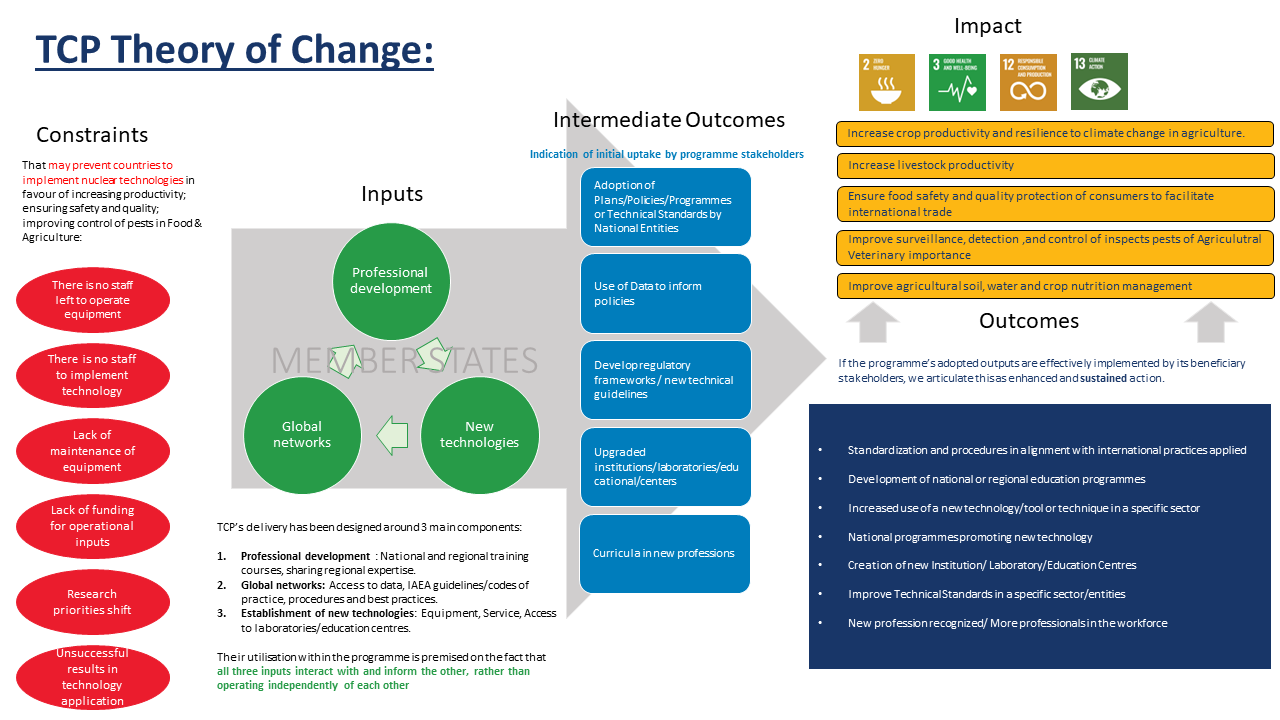 TCP Theory of Change:
Constraints
That may prevent countries to
implement nuclear technologies in
favour of increasing productivity;
ensuring safety and quality;
improving control of pests in Food &
Agriculture:
There is no staff
left to operate
equipment
There is no staff
to implement
technology
Lack of
maintenance of
equipment
Lack of funding
for operational
inputs
Research
priorities shift
Unsuccessful
results in
technology
application
Inputs
MEMBER STATES
Professional
development
Global
networks
New
technologies
TCP's delivery has been designed around 3 main components:
1. Professional development : National and regional training
courses, sharing regional expertise.
2. Global networks: Access to data, IAEA guidelines/codes of
practice, procedures and best practices.
3. Establishment of new technologies: Equipment, Service, Access
to laboratories/education centres.
Their utilisation within the programme is premised on the fact that
all three inputs interact with and inform the other, rather than
operating independently of each other
Intermediate Outcomes
Indication of initial uptake by programme stakeholders
Adoption of
Plans/Policies/Programmes
or Technical Standards by
National Entities
Use of Data to inform
policies
Develop regulatory
frameworks / new technical
guidelines
Upgraded
institutions/laboratories/edu
cational/centers
Curricula in new professions
Impact
2 ZERO
HUNGER
3 GOOD HEALTH
AND WELL-BEING
12 RESPONSIBLE
CONSUMPTION
AND PRODUCTION
13 CLIMATE
ACTION
Increase crop productivity and resilience to climate change in agriculture.
Increase livestock productivity
Ensure food safety and quality protection of consumers to facilitate
international trade
Improve surveillance, detection ,and control of inspects pests of Agriculutral
Veterinary importance
Improve agricultural soil, water and crop nutrition management
Outcomes
If the programme's adopted outputs are effectively implemented by its beneficiary
stakeholders, we articulate this as enhanced and sustained action.
• Standardization and procedures in alignment with international practices applied
• Development of national or regional education programmes
• Increased use of a new technology/tool or technique in a specific sector
• National programmes promoting new technology
• Creation of new Institution/ Laboratory/Education Centres
• Improve Technical Standards in a specific sector/entities
• New profession recognized/ More professionals in the workforce